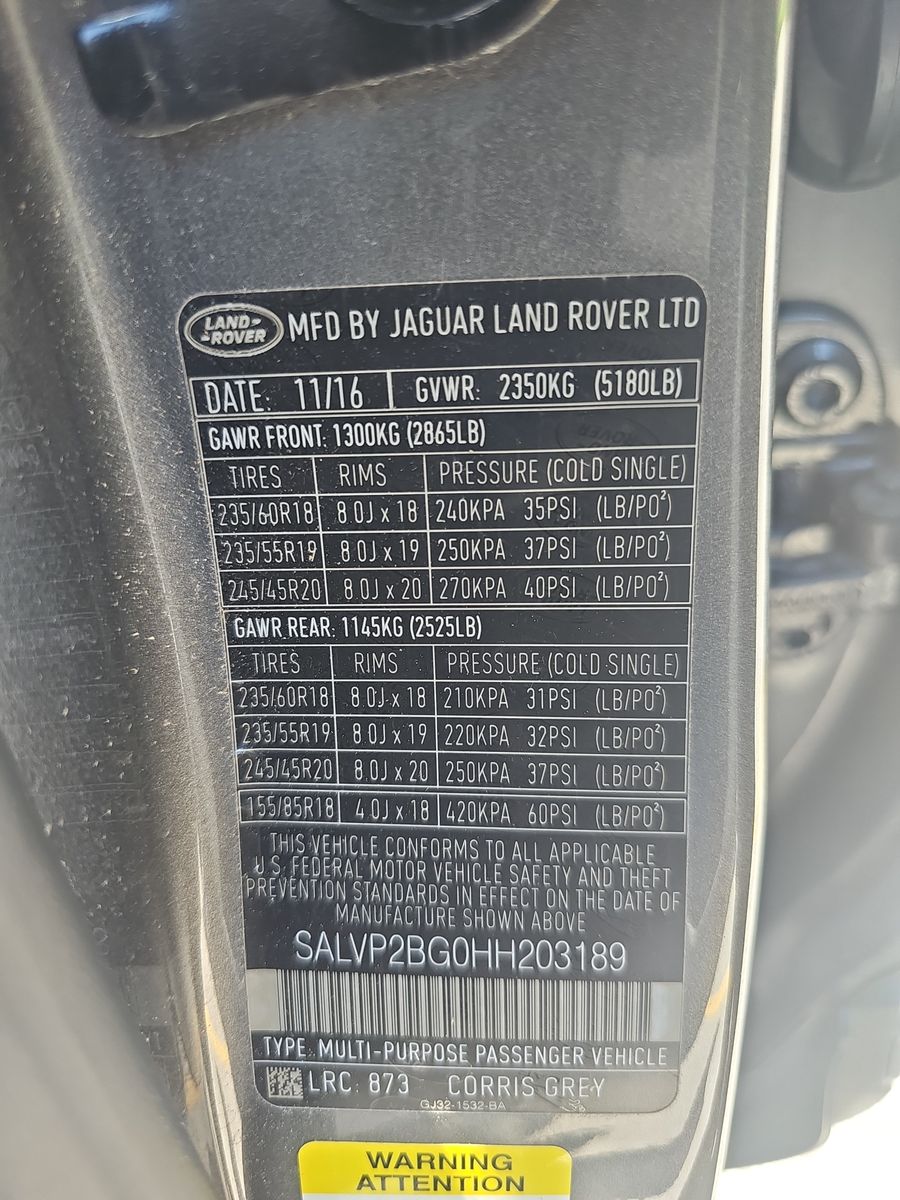 LAND-
-ROVER
MFD BY JAGUAR LAND ROVER LTD
DATE: 11/16 GVWR: 2350KG (5180LB)
GAWR FRONT: 1300KG (2865LB)
TIRES RIMS PRESSURE (COLD SINGLE)
235/60R18 8.0J x 18 240KPA 35PSI (LB/PO²)
235/55R19 8.0J x 19 250KPA 37PSI (LB/PO²)
245/45R20 8.0J x 20 270KPA 40PSI (LB/PO²)
GAWR REAR: 1145KG (2525LB)
TIRES RIMS PRESSURE (COLD SINGLE)
235/60R18 8.0J x 18 210KPA 31PSI (LB/PO²)
235/55R19 8.0J x 19 220KPA 32PSI (LB/PO²)
245/45R20 8.0J x 20 250KPA 37PSI (LB/PO²)
155/85R18 4.0J x 18 420KPA 60PSI (LB/PO²)
THIS VEHICLE CONFORMS TO ALL APPLICABLE
U.S. FEDERAL MOTOR VEHICLE SAFETY AND THEFT
PREVENTION STANDARDS IN EFFECT ON THE DATE OF
MANUFACTURE SHOWN ABOVE
SALVP2BG0HH203189
TYPE: MULTI-PURPOSE PASSENGER VEHICLE
LRC: 873 CORRIS GREY
GJ32-1532-BA
WARNING
ATTENTION